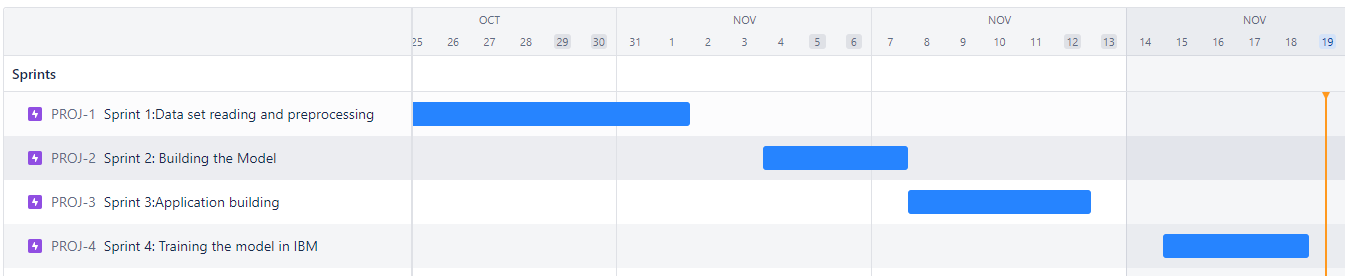 OCT NOV NOV NOV
25 26 27 28 29 30 31 1 2 3 4 5 6 7 8 9 10 11 12 13 14 15 16 17 18 19
Sprints
PROJ-1 Sprint 1:Data set reading and preprocessing
PROJ-2 Sprint 2: Building the Model
PROJ-3 Sprint 3:Application building
PROJ-4 Sprint 4: Training the model in IBM